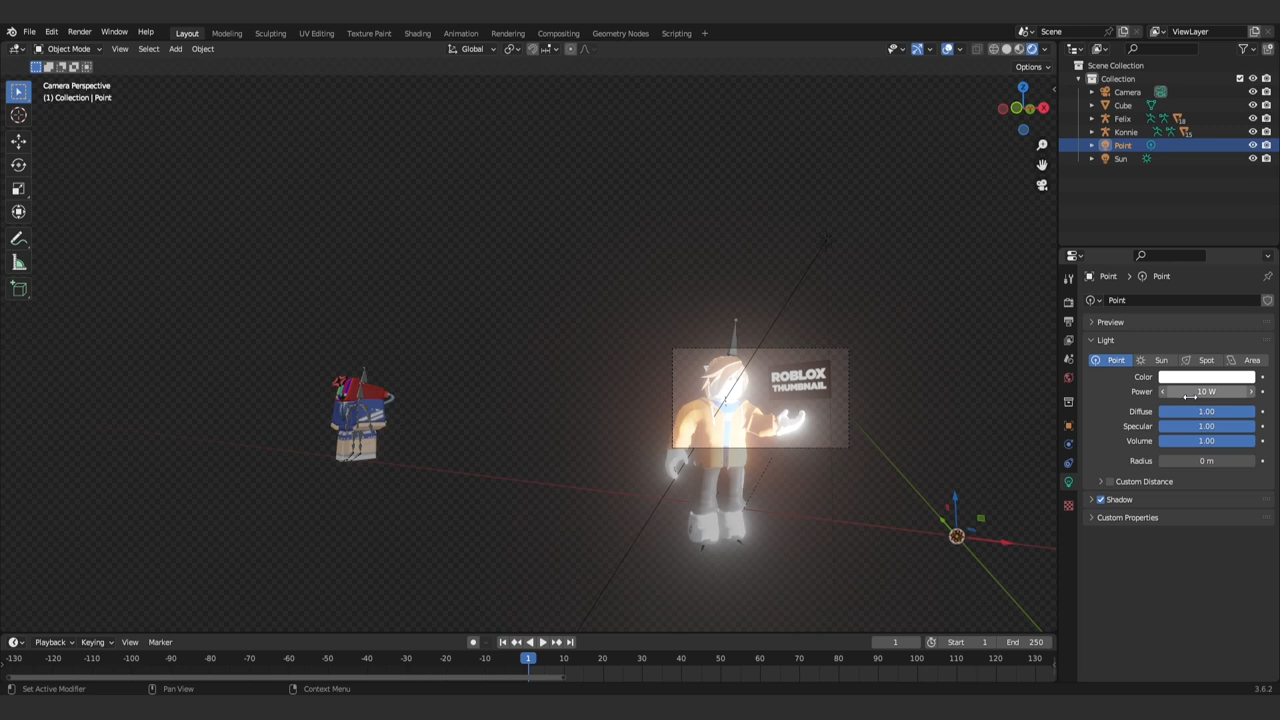 File Edit Render Window Help Layout Modeling Sculpting UV Editing Texture Paint Shading Animation Rendering Compositing Geometry Nodes Scripting + Scene ViewLayer
Object Mode View Select Add Object Global
Options
Camera Perspective
(1) Collection | Point
Z
X
Y
ROBLOX
THUMBNAIL
Scene Collection
Collection
Camera
Cube
Felix 18
Konnie 15
Point
Sun
Point > Point
Point
Preview
Light
Point Sun Spot Area
Color
Power 10 W
Diffuse 1.00
Specular 1.00
Volume 1.00
Radius 0 m
Custom Distance
Shadow
Custom Properties
Playback Keying View Marker 1 Start 1 End 250
-130 -120 -110 -100 -90 -80 -70 -60 -50 -40 -30 -20 -10 1 10 20 30 40 50 60 70 80 90 100 110 120 130
Set Active Modifier Pan View Context Menu 3.6.2